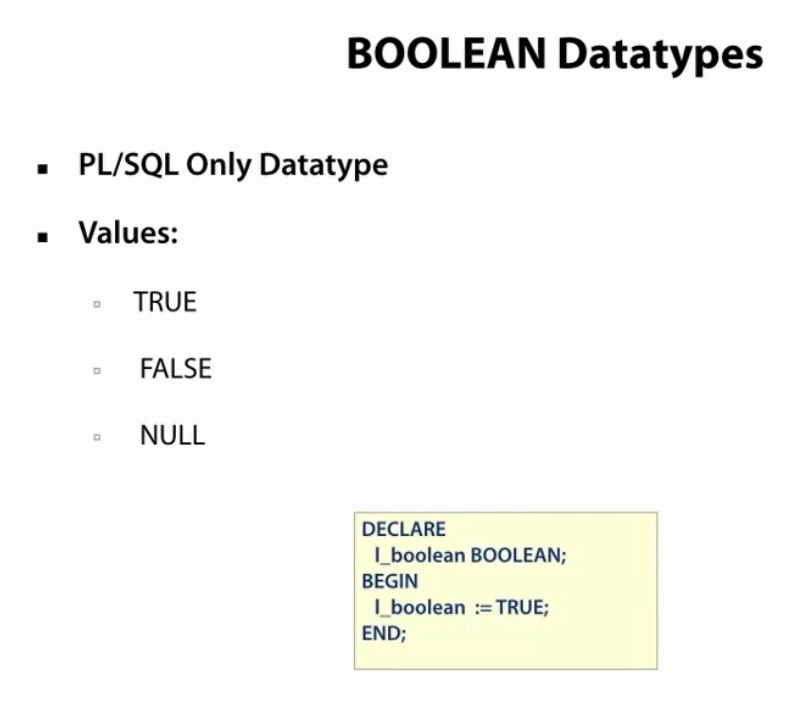 BOOLEAN Datatypes
PL/SQL Only Datatype
Values:
TRUE
FALSE
NULL
DECLARE
l_boolean BOOLEAN;
BEGIN
l_boolean := TRUE;
END;